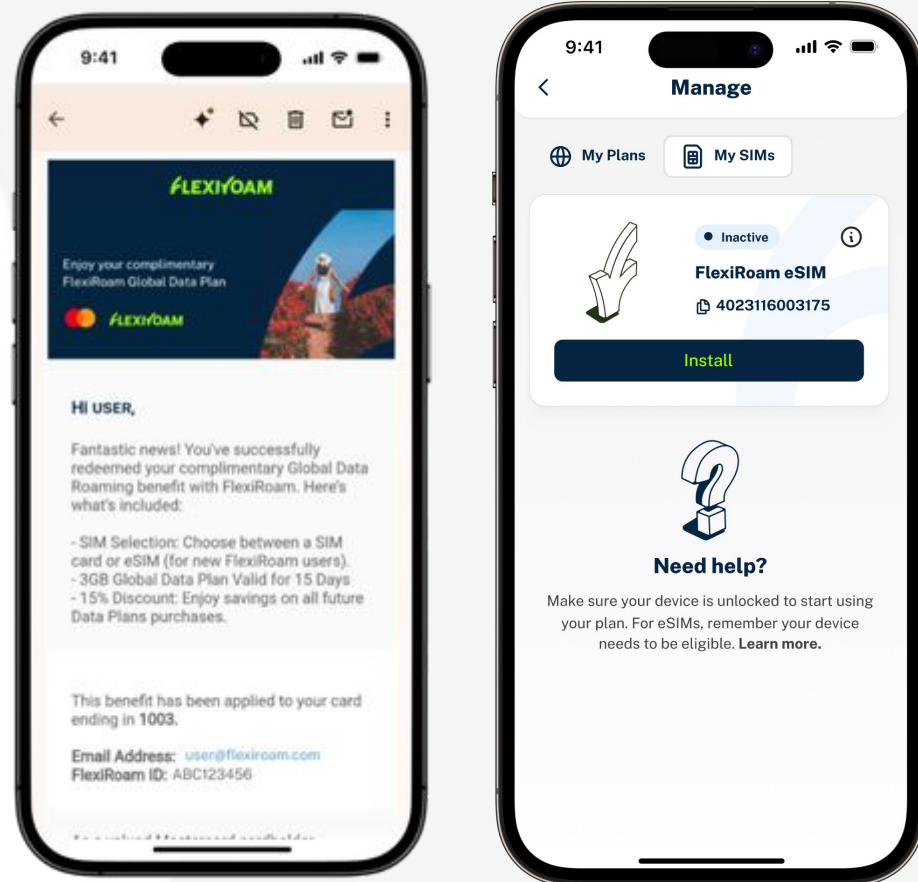 9:41
FLEXIROAM
Enjoy your complimentary
FlexiRoam Global Data Plan
FLEXIROAM
Hi USER,
Fantastic news! You've successfully
redeemed your complimentary Global Data
Roaming benefit with FlexiRoam. Here's
what's included:
- SIM Selection: Choose between a SIM
card or eSIM (for new FlexiRoam users).
- 3GB Global Data Plan Valid for 15 Days
- 15% Discount: Enjoy savings on all future
Data Plans purchases.
This benefit has been applied to your card
ending in 1003.
Email Address: user@flexiroam.com
FlexiRoam ID: ABC123456
As a valued Mastercard cardholder
9:41
Manage
My Plans
My SIMs
Inactive
FlexiRoam eSIM
4023116003175
Install
Need help?
Make sure your device is unlocked to start using
your plan. For eSIMs, remember your device
needs to be eligible. Learn more.